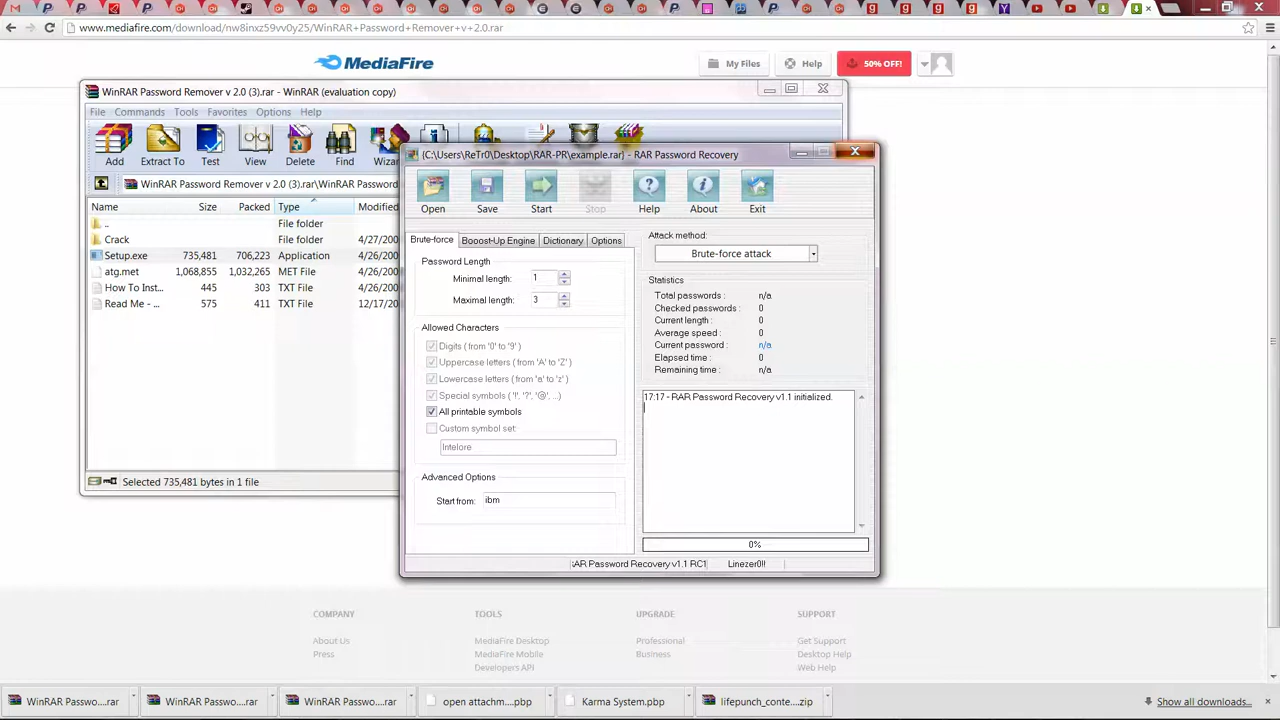 www.mediafire.com/download/nw8inxz59vv0y25/WinRAR+Password+Remover+v+2.0.rar
MediaFire
My Files
Help
50% OFF!
WinRAR Password Remover v 2.0 (3).rar - WinRAR (evaluation copy)
File Commands Tools Favorites Options Help
Add Extract To Test View Delete Find
WinRAR Password Remover v 2.0 (3).rar\WinRAR Password
Name Size Packed Type Modified
.. File folder
Crack File folder 4/27/200
Setup.exe 735,481 706,223 Application 4/26/200
atg.met 1,068,855 1,032,265 MET File 4/26/200
How To Inst... 445 303 TXT File 4/26/200
Read Me - ... 575 411 TXT File 12/17/20
Selected 735,481 bytes in 1 file
(C:\Users\ReTr0\Desktop\RAR-PR\example.rar) - RAR Password Recovery
Open Save Start Stop Help About Exit
Brute-force Booost-Up Engine Dictionary Options
Password Length
Minimal length: 1
Maximal length: 3
Allowed Characters
Digits ( from '0' to '9' )
Uppercase letters ( from 'A' to 'Z' )
Lowercase letters ( from 'a' to 'z' )
Special symbols ( '!', '?', '@', ...)
All printable symbols
Custom symbol set:
Intelore
Advanced Options
Start from: ibm
Attack method:
Brute-force attack
Statistics
Total passwords : n/a
Checked passwords : 0
Current length : 0
Average speed : 0
Current password : n/a
Elapsed time : 0
Remaining time : n/a
17:17 - RAR Password Recovery v1.1 initialized.
0%
AR Password Recovery v1.1 RC1 Linezer0!!
COMPANY TOOLS UPGRADE SUPPORT
About Us MediaFire Desktop Professional Get Support
Press MediaFire Mobile Business Desktop Help
Developers API Web Help
WinRAR Passwo....rar WinRAR Passwo....rar WinRAR Passwo....rar open attachm....pbp Karma System.pbp lifepunch_conte....zip Show all downloads...